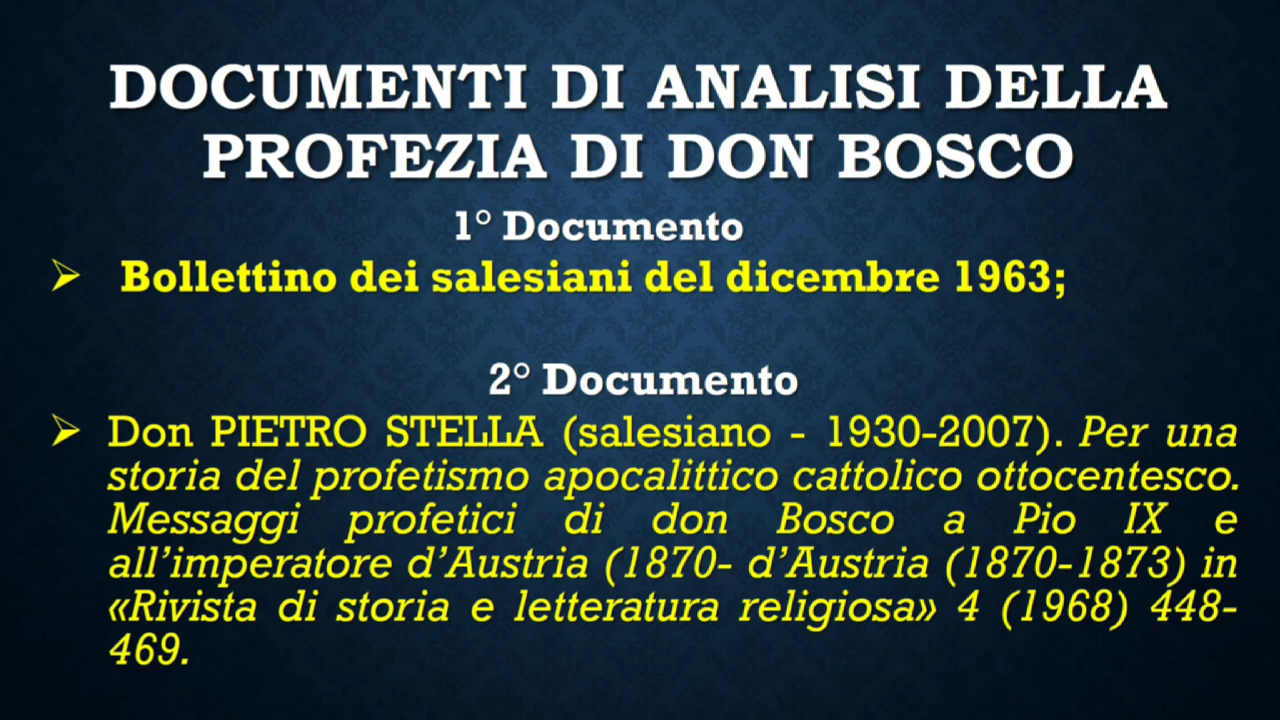 DOCUMENTI DI ANALISI DELLA
PROFEZIA DI DON BOSCO
1° Documento
➢ Bollettino dei salesiani del dicembre 1963;
2° Documento
➢ Don PIETRO STELLA (salesiano - 1930-2007). Per una
storia del profetismo apocalittico cattolico ottocentesco.
Messaggi profetici di don Bosco a Pio IX e
all’imperatore d’Austria (1870- d’Austria (1870-1873) in
«Rivista di storia e letteratura religiosa» 4 (1968) 448-
469.